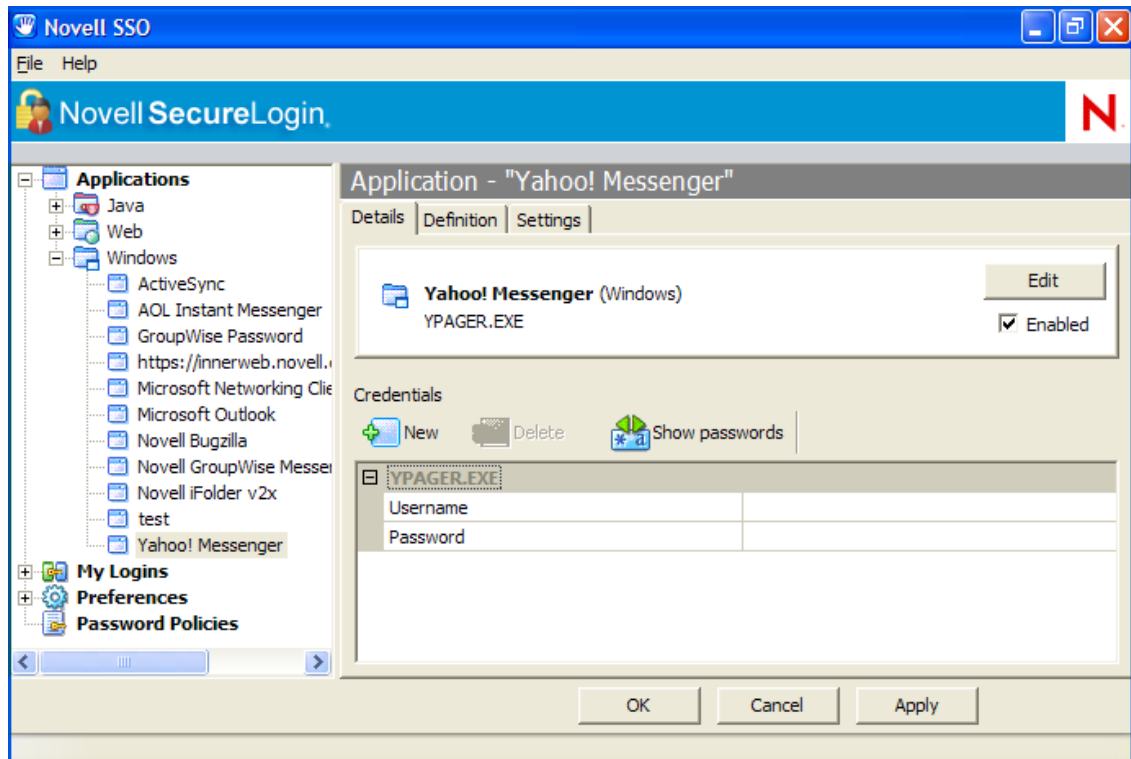 Novell SSO
File Help
Novell SecureLogin
N
Applications
Java
Web
Windows
ActiveSync
AOL Instant Messenger
GroupWise Password
https://innerweb.novell.
Microsoft Networking Clie
Microsoft Outlook
Novell Bugzilla
Novell GroupWise Messer
Novell iFolder v2x
test
Yahoo! Messenger
My Logins
Preferences
Password Policies
Application - "Yahoo! Messenger"
Details Definition Settings
Yahoo! Messenger (Windows)
YPAGER.EXE
Edit
Enabled
Credentials
New Delete Show passwords
YPAGER.EXE
Username
Password
OK Cancel Apply